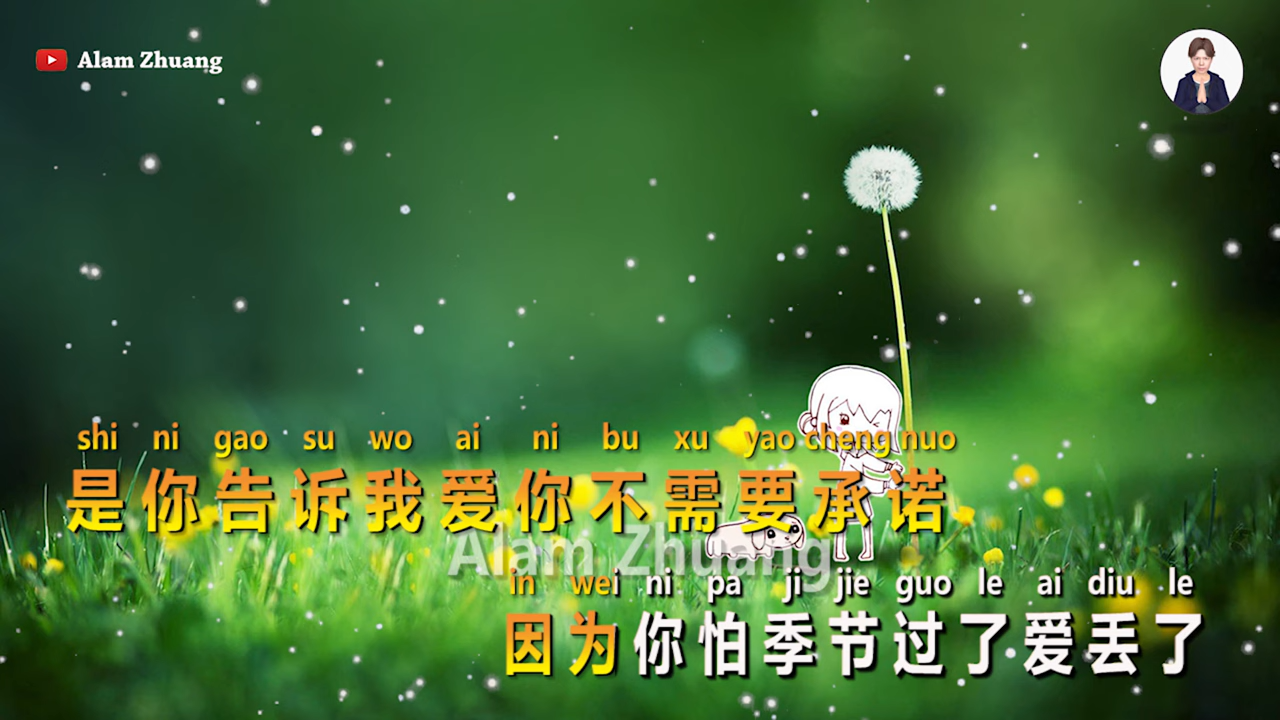 Alam Zhuang
shi ni gao su wo ai ni bu xu yao cheng nuo
是你告诉我爱你不需要承诺
Alam Zhuang
in wei ni pa ji jie guo le ai diu le
因为你怕季节过了爱丢了